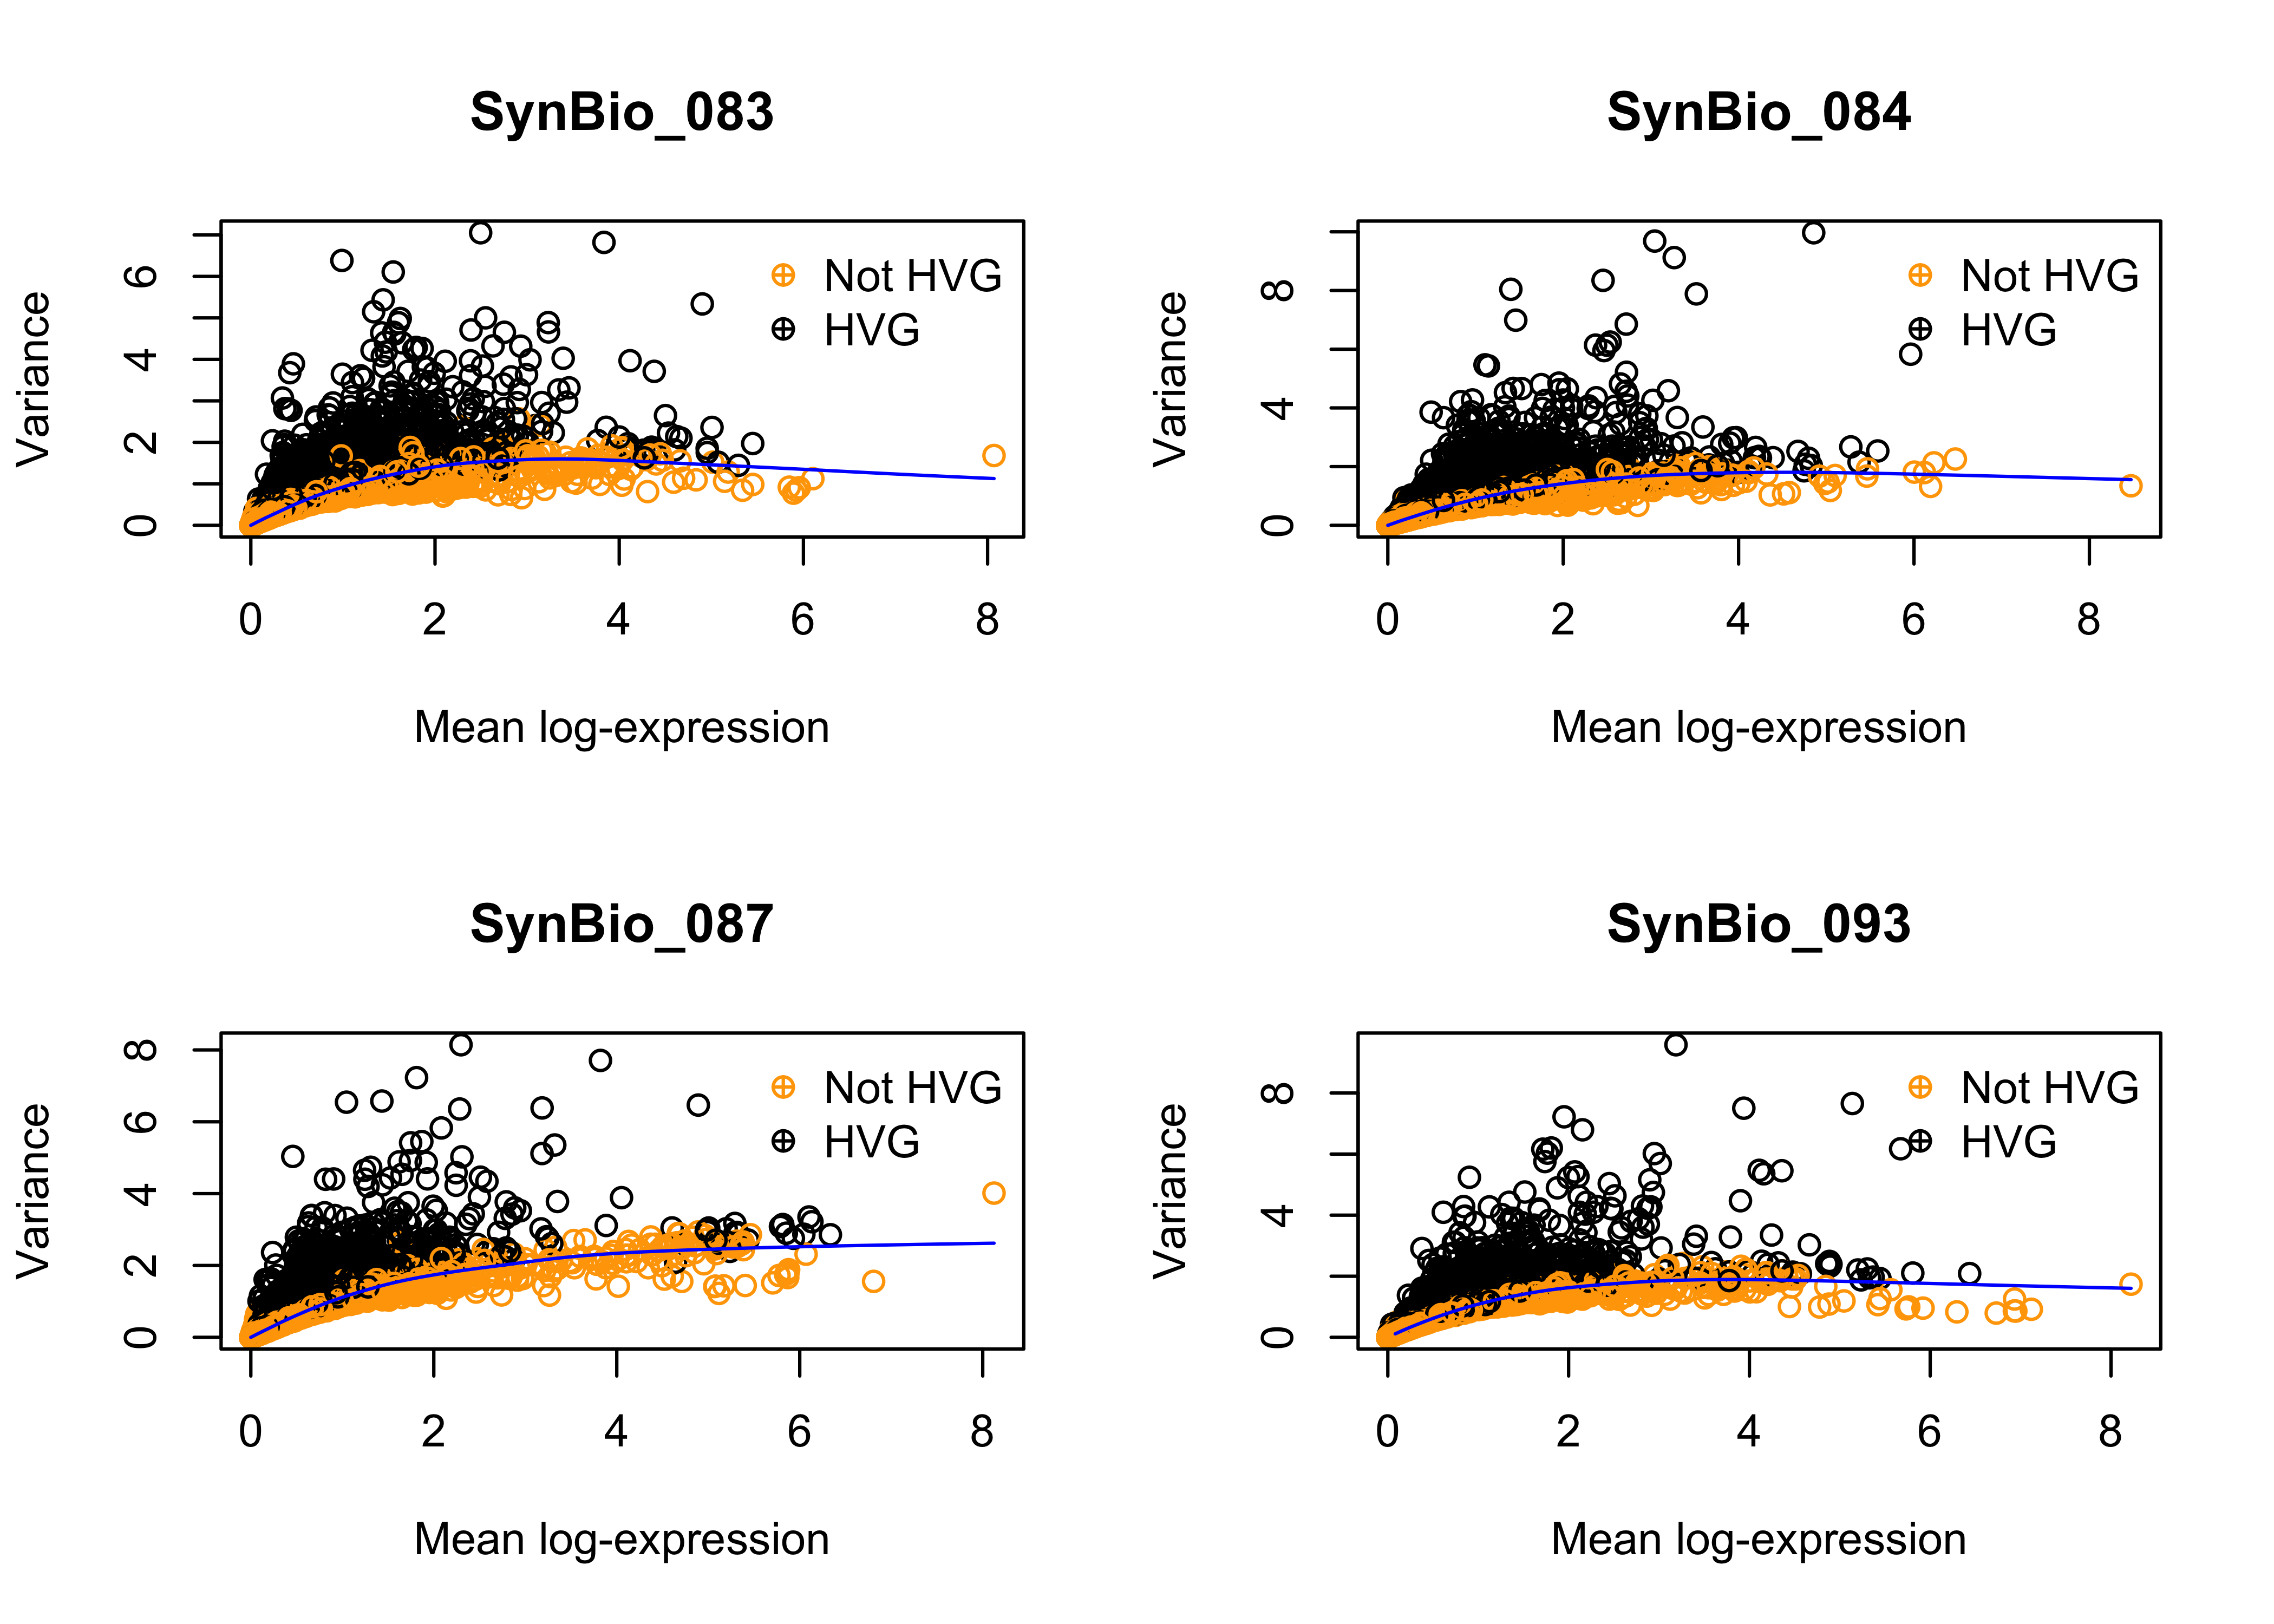 SynBio_083
Variance
0
2
4
6
Not HVG
HVG
0 2 4 6 8
Mean log-expression
SynBio_084
Variance
0
4
8
Not HVG
HVG
0 2 4 6 8
Mean log-expression
SynBio_087
Variance
0
2
4
6
8
Not HVG
HVG
0 2 4 6 8
Mean log-expression
SynBio_093
Variance
0
4
8
Not HVG
HVG
0 2 4 6 8
Mean log-expression